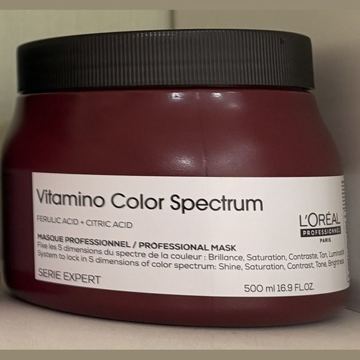 Vitamino Color Spectrum
FERULIC ACID + CITRIC ACID
L'ORÉAL
PROFESSIONNEL
PARIS
MASQUE PROFESSIONNEL / PROFESSIONAL MASK
Fixe les 5 dimensions du spectre de la couleur : Brillance, Saturation, Contraste, Ton, Luminosité
System to lock in 5 dimensions of color spectrum: Shine, Saturation, Contrast, Tone, Brightness
SERIE EXPERT
500 ml 16.9 FL.OZ.